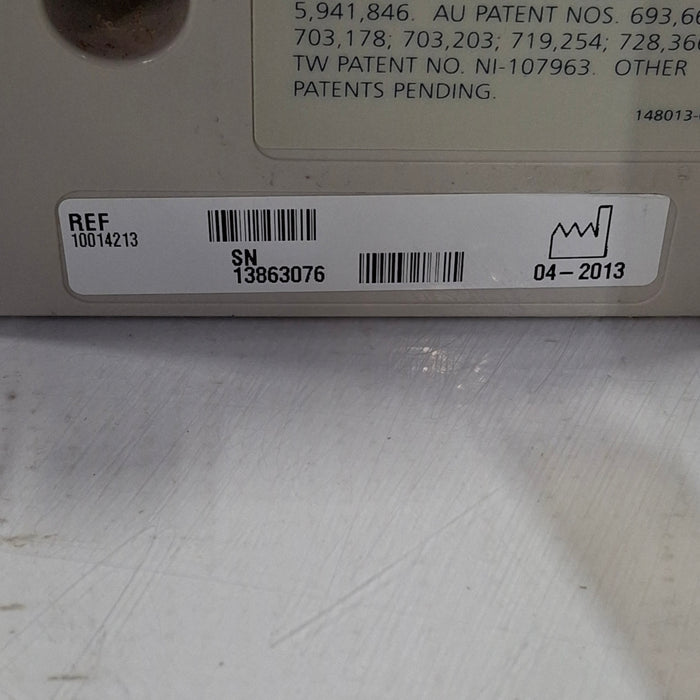 5,941,846. AU PATENT NOS. 693,66
703,178; 703,203; 719,254; 728,36
TW PATENT NO. NI-107963. OTHER
PATENTS PENDING.
148013-
REF
10014213
SN
13863076
04-2013